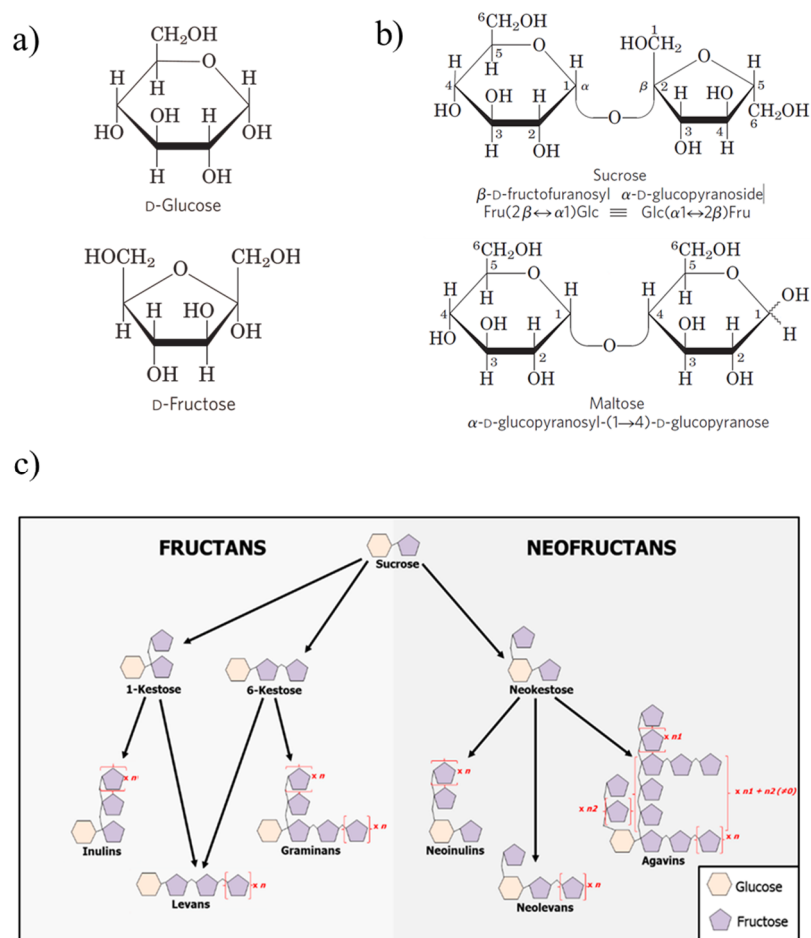 a)
CH₂OH
O
H
H
H
H
OH
H
HO
OH
H
OH
D-Glucose
HOCH₂
O
CH₂OH
H
HO
H
OH
OH
H
D-Fructose
b)
⁶CH₂OH
5
O
H
H
4
H
1
α
OH
H
HO
3
2
H
OH
O
1
HOCH₂
O
H
β
2
H
HO
5
3
4
CH₂OH
6
OH
H
Sucrose
β-D-fructofuranosyl α-D-glucopyranoside
Fru(2β↔α1)Glc ≡ Glc(α1↔2β)Fru
⁶CH₂OH
5
O
H
H
4
H
1
OH
H
HO
3
2
H
OH
O
⁶CH₂OH
5
O
H
H
4
1
OH
OH
H
H
3
2
H
OH
Maltose
α-D-glucopyranosyl-(1→4)-D-glucopyranose
c)
FRUCTANS
NEOFRUCTANS
Sucrose
1-Kestose
6-Kestose
Neokestose
x n
Inulins
x n
x n
Graminans
x n
Neoinulins
x n1
x n2
x n1 + n2 (≠0)
x n
Agavins
x n
Levans
x n
Neolevans
Glucose
Fructose